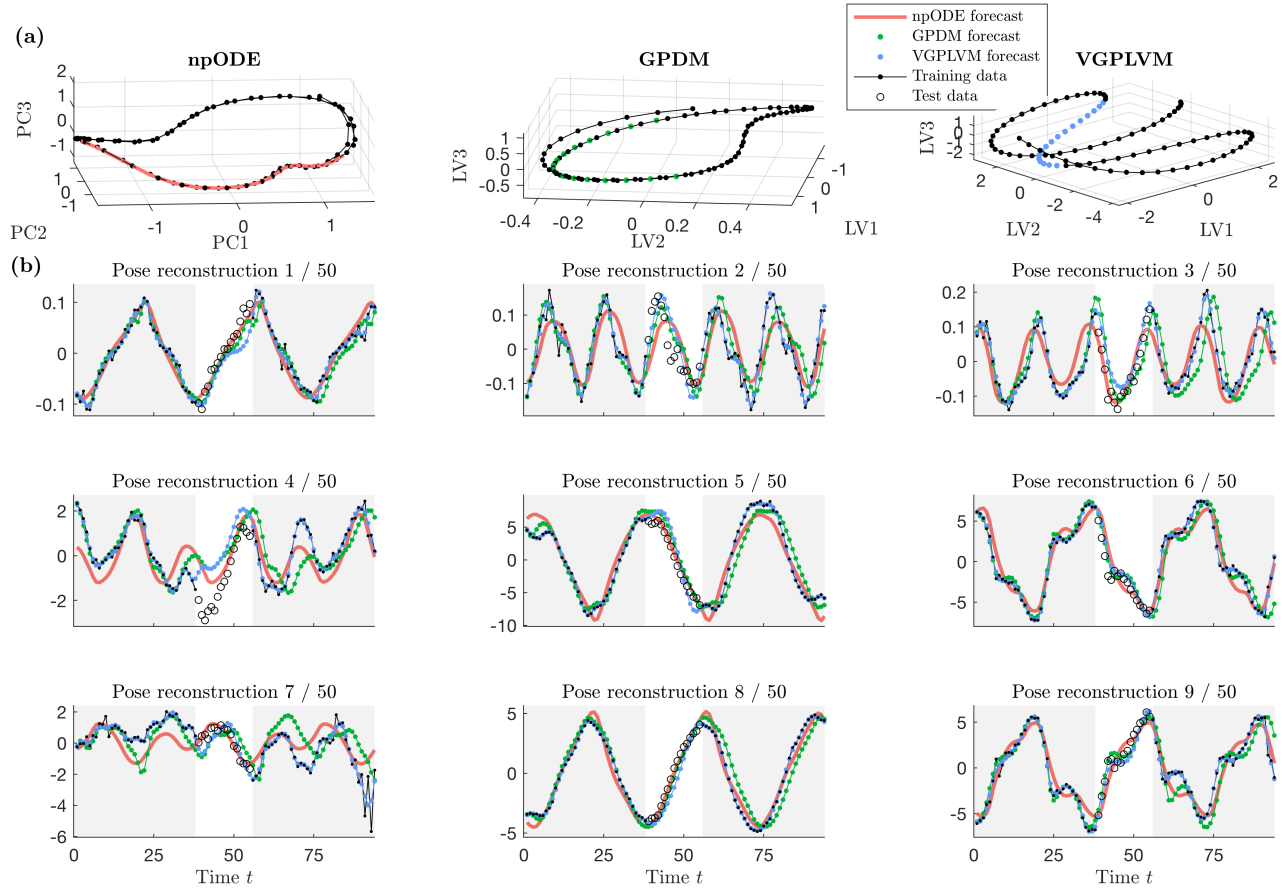 (a)
npODE
GPDM
VGPLVM
npODE forecast
GPDM forecast
VGPLVM forecast
Training data
Test data
PC3
2
1
0
-1
1
0
-1
PC2
-1
0
1
PC1
LV3
1
0.5
0
-0.5
-0.4
-0.2
0
0.2
0.4
LV2
-1
0
1
LV1
LV3
1
0
-1
-2
2
0
-2
-4
LV2
-2
0
2
LV1
(b)
Pose reconstruction 1 / 50
0.1
0
-0.1
Pose reconstruction 2 / 50
0.1
0
-0.1
Pose reconstruction 3 / 50
0.2
0.1
0
-0.1
Pose reconstruction 4 / 50
2
0
-2
Pose reconstruction 5 / 50
5
0
-5
-10
Pose reconstruction 6 / 50
5
0
-5
Pose reconstruction 7 / 50
2
0
-2
-4
-6
0
25
50
75
Time t
Pose reconstruction 8 / 50
5
0
-5
0
25
50
75
Time t
Pose reconstruction 9 / 50
5
0
-5
0
25
50
75
Time t